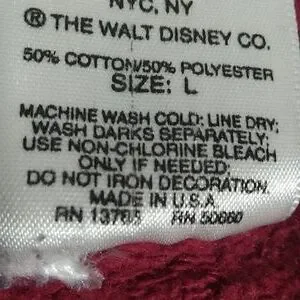 NYC, NY
® THE WALT DISNEY CO.
50% COTTON/50% POLYESTER
SIZE: L
MACHINE WASH COLD; LINE DRY;
WASH DARKS SEPARATELY;
USE NON-CHLORINE BLEACH
ONLY IF NEEDED.
DO NOT IRON DECORATION.
MADE IN U.S.A.
RN 13765 RN 50660